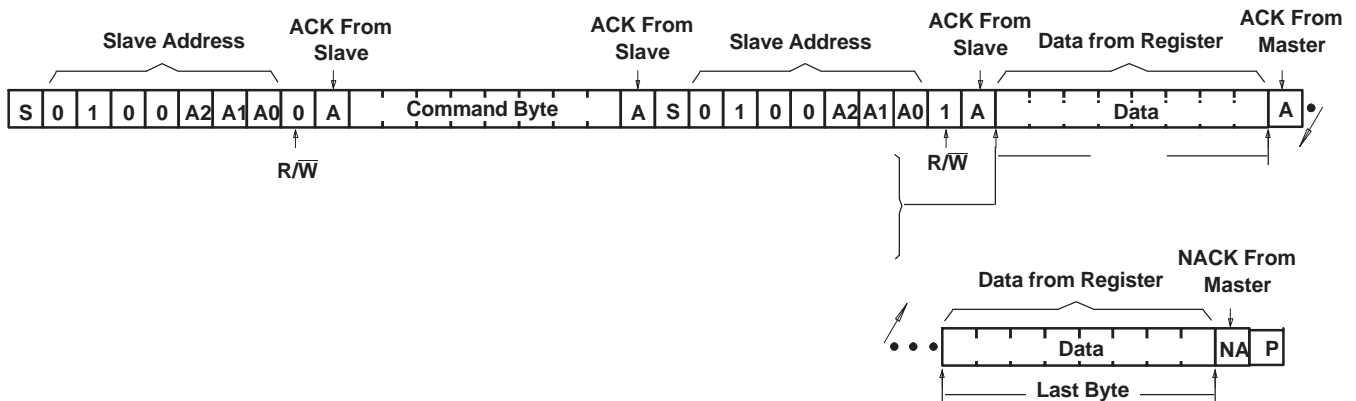 Slave Address
ACK From
Slave
ACK From
Slave
Slave Address
ACK From
Slave
Data from Register
ACK From
Master
S 0 1 0 0 A2 A1 A0 0 A Command Byte A S 0 1 0 0 A2 A1 A0 1 A Data A
R/W̅
R/W̅
Data from Register
NACK From
Master
Data NA P
Last Byte